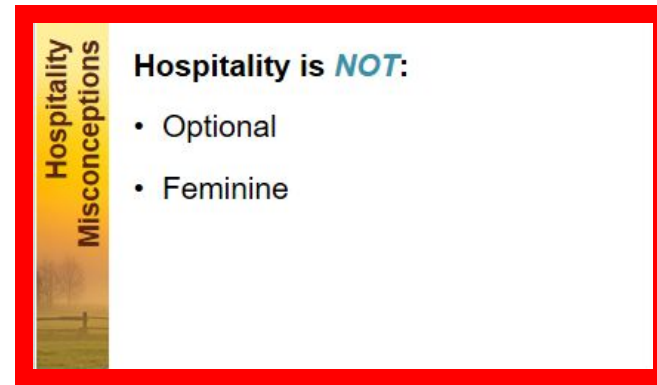 Hospitality
Misconceptions
Hospitality is NOT:
• Optional
• Feminine